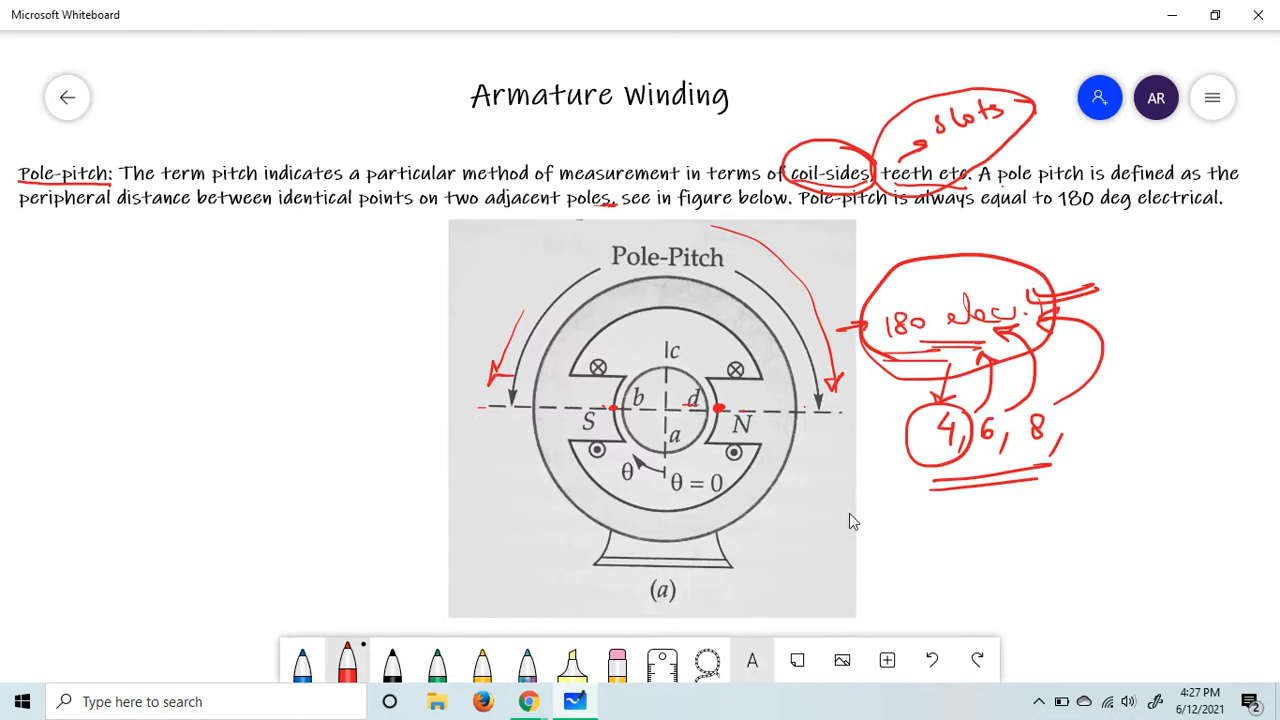 Microsoft Whiteboard
Armature Winding
AR
slots
Pole-pitch: The term pitch indicates a particular method of measurement in terms of coil-sides, teeth etc. A pole pitch is defined as the
peripheral distance between identical points on two adjacent poles, see in figure below. Pole-pitch is always equal to 180 deg electrical.
Pole-Pitch
180 elec.
c
b d
S a N
4, 6, 8,
θ θ = 0
(a)
A
Type here to search
4:27 PM
6/12/2021
2